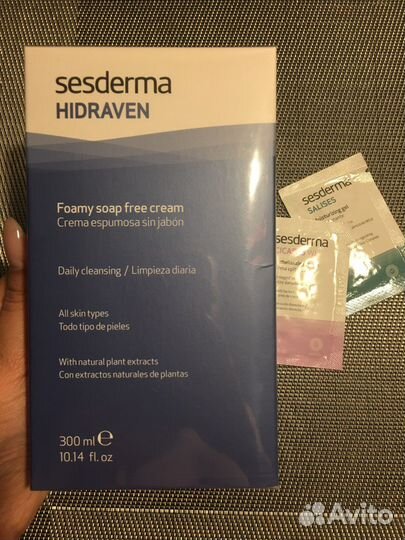 sesderma
HIDRAVEN
Foamy soap free cream
Crema espumosa sin jabón
Daily cleansing / Limpieza diaria
All skin types
Todo tipo de pieles
With natural plant extracts
Con extractos naturales de plantas
300 ml e
10.14 fl. oz
sesderma
SALISES
gel
sesderma
Avito